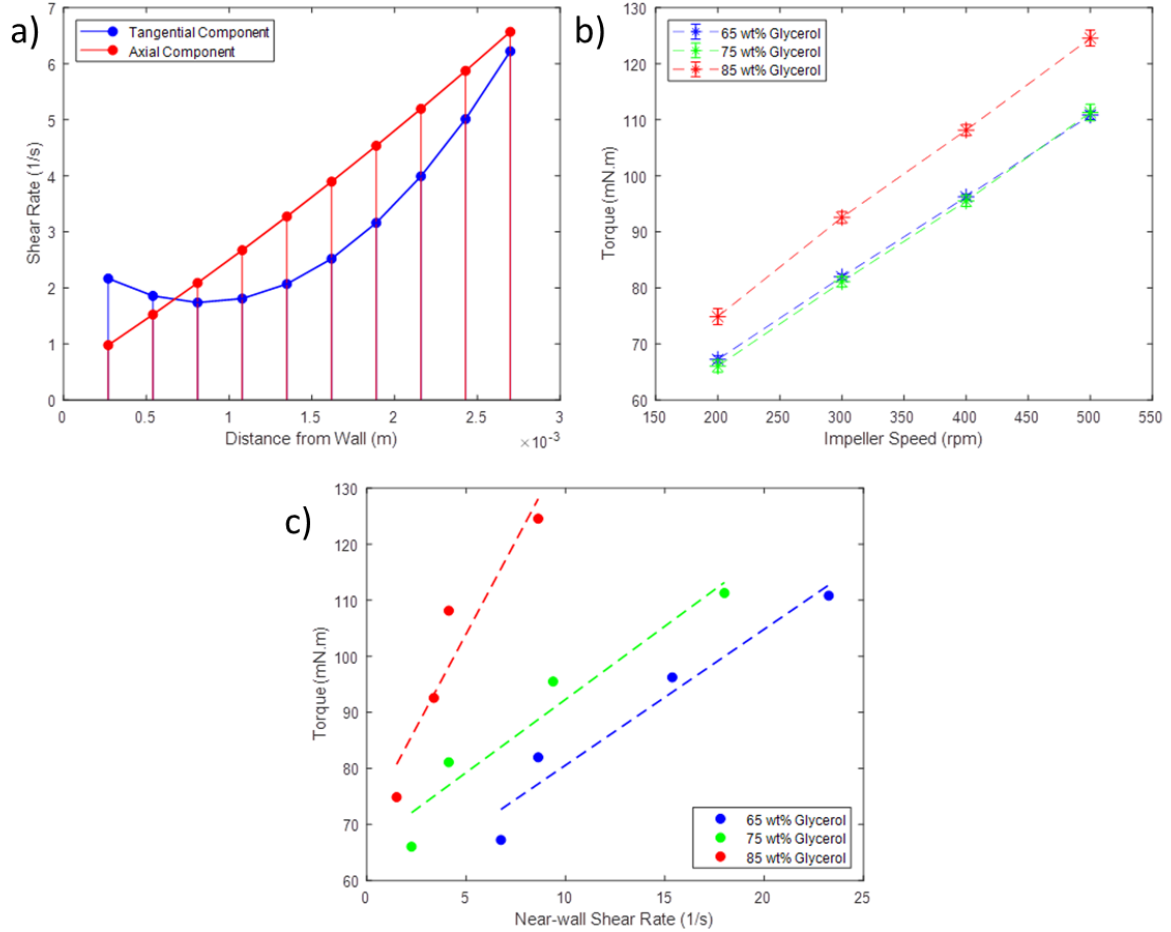 a)
7
6
5
4
3
2
1
0
Shear Rate (1/s)
Tangential Component
Axial Component
0 0.5 1 1.5 2 2.5 3
Distance from Wall (m)
×10⁻³
b)
130
120
110
100
90
80
70
60
Torque (mN.m)
65 wt% Glycerol
75 wt% Glycerol
85 wt% Glycerol
150 200 250 300 350 400 450 500 550
Impeller Speed (rpm)
c)
130
120
110
100
90
80
70
60
Torque (mN.m)
65 wt% Glycerol
75 wt% Glycerol
85 wt% Glycerol
0 5 10 15 20 25
Near-wall Shear Rate (1/s)